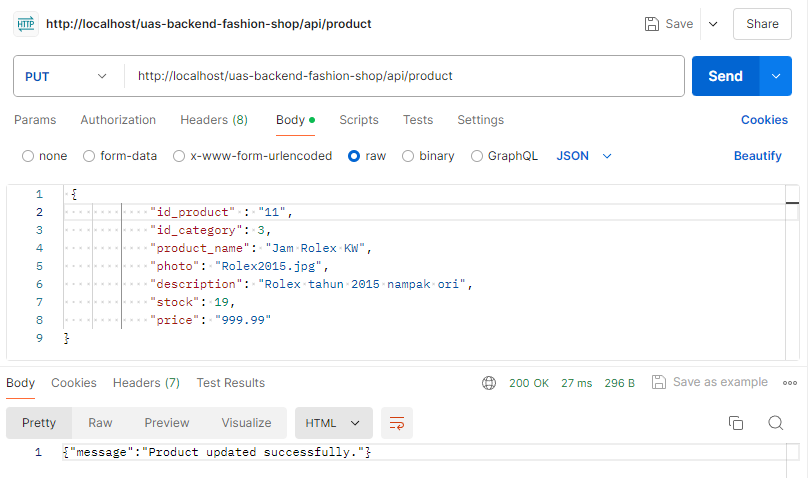 HTTP http://localhost/uas-backend-fashion-shop/api/product Save Share
PUT http://localhost/uas-backend-fashion-shop/api/product Send
Params Authorization Headers (8) Body Scripts Tests Settings Cookies
none form-data x-www-form-urlencoded raw binary GraphQL JSON Beautify
1 {
2 "id_product" : "11",
3 "id_category": 3,
4 "product_name": "Jam Rolex KW",
5 "photo": "Rolex2015.jpg",
6 "description": "Rolex tahun 2015 nampak ori",
7 "stock": 19,
8 "price": "999.99"
9 }
Body Cookies Headers (7) Test Results 200 OK 27 ms 296 B Save as example
Pretty Raw Preview Visualize HTML
1 {"message":"Product updated successfully."}